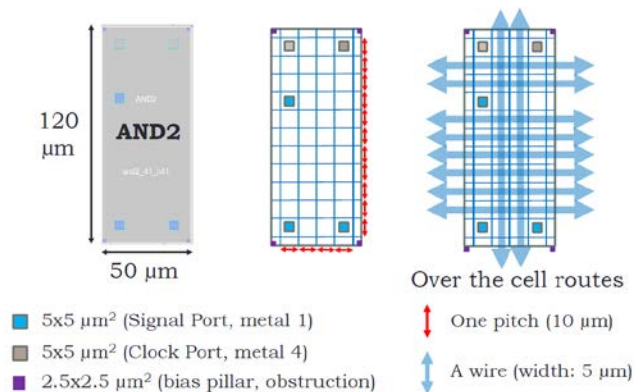 120
µm
AND2
AND2
50 µm
Over the cell routes
5x5 µm² (Signal Port, metal 1)
5x5 µm² (Clock Port, metal 4)
2.5x2.5 µm² (bias pillar, obstruction)
One pitch (10 µm)
A wire (width: 5 µm)